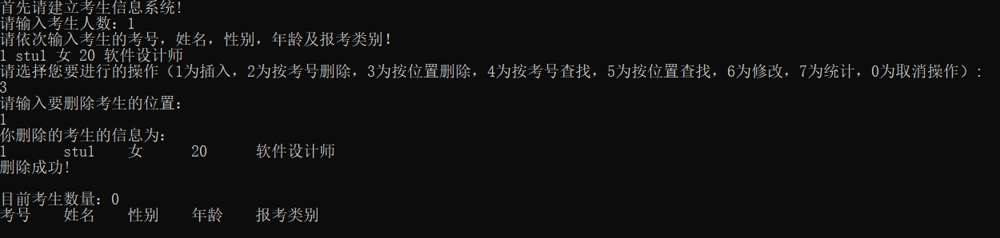 首先请建立考生信息系统!
请输入考生人数：1
请依次输入考生的考号，姓名，性别，年龄及报考类别！
1 stu1 女 20 软件设计师
请选择您要进行的操作（1为插入，2为按考号删除，3为按位置删除，4为按考号查找，5为按位置查找，6为修改，7为统计，0为取消操作）:
3
请输入要删除考生的位置：
1
你删除的考生的信息为：
1 stu1 女 20 软件设计师
删除成功!
目前考生数量：0
考号 姓名 性别 年龄 报考类别